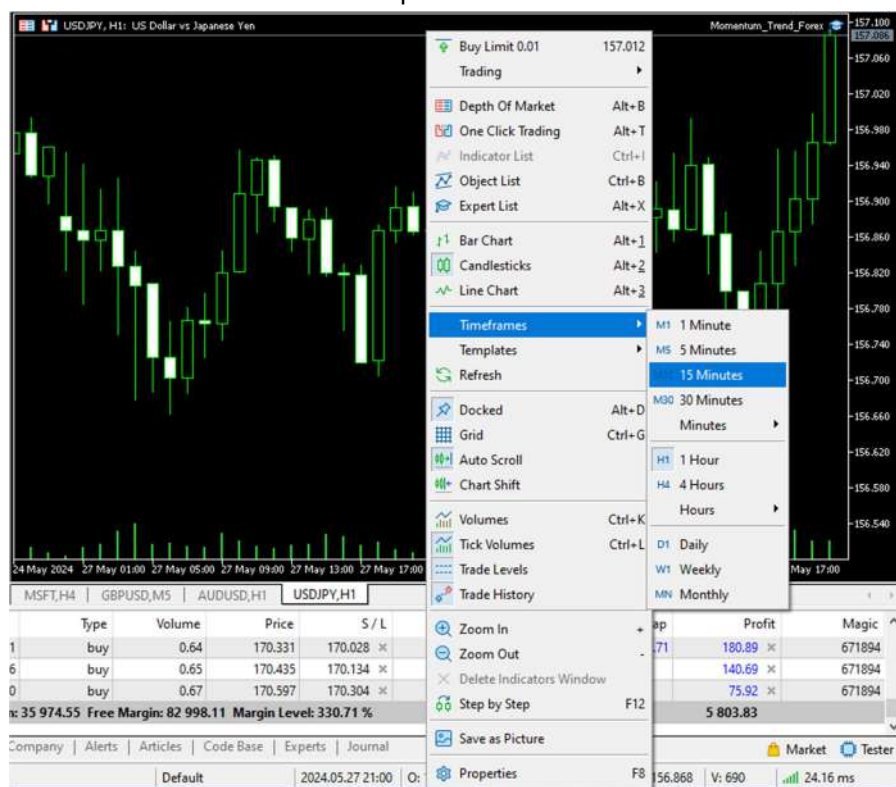 USDJPY, H1: US Dollar vs Japanese Yen
Momentum_Trend_Forex
157.100
157.086
157.060
157.020
156.980
156.940
156.900
156.860
156.820
156.780
156.740
156.700
156.660
156.620
156.580
156.540
Buy Limit 0.01 157.012
Trading
Depth Of Market Alt+B
One Click Trading Alt+T
Indicator List Ctrl+I
Object List Ctrl+B
Expert List Alt+X
Bar Chart Alt+1
Candlesticks Alt+2
Line Chart Alt+3
Timeframes
Templates
Refresh
Docked Alt+D
Grid Ctrl+G
Auto Scroll
Chart Shift
Volumes Ctrl+K
Tick Volumes Ctrl+L
Trade Levels
Trade History
Zoom In +
Zoom Out -
Delete Indicators Window
Step by Step F12
Save as Picture
Properties F8
M1 1 Minute
M5 5 Minutes
15 Minutes
M30 30 Minutes
Minutes
H1 1 Hour
H4 4 Hours
Hours
D1 Daily
W1 Weekly
MN Monthly
24 May 2024 27 May 01:00 27 May 05:00 27 May 09:00 27 May 13:00 27 May 17:00 May 17:00
MSFT,H4 | GBPUSD,M5 | AUDUSD,H1 USDJPY,H1
Type Volume Price S / L ap Profit Magic
1 buy 0.64 170.331 170.028 .71 180.89 671894
6 buy 0.65 170.435 170.134 140.69 671894
0 buy 0.67 170.597 170.304 75.92 671894
n: 35 974.55 Free Margin: 82 998.11 Margin Level: 330.71 % 5 803.83
Company | Alerts | Articles | Code Base | Experts | Journal Market Tester
Default 2024.05.27 21:00 O: 156.868 V: 690 24.16 ms